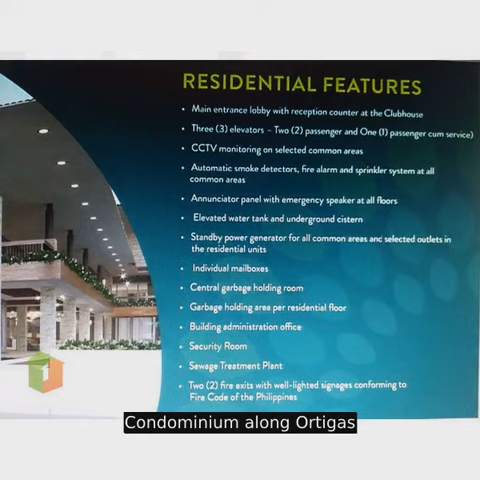 RESIDENTIAL FEATURES
• Main entrance lobby with reception counter at the Clubhouse
• Three (3) elevators – Two (2) passenger and One (1) passenger cum service)
• CCTV monitoring on selected common areas
• Automatic smoke detectors, fire alarm and sprinkler system at all
common areas
• Annunciator panel with emergency speaker at all floors
• Elevated water tank and underground cistern
• Standby power generator for all common areas and selected outlets in
the residential units
• Individual mailboxes
• Central garbage holding room
• Garbage holding area per residential floor
• Building administration office
• Security Room
• Sewage Treatment Plant
• Two (2) fire exits with well-lighted signages conforming to
Fire Code of the Philippines
Condominium along Ortigas